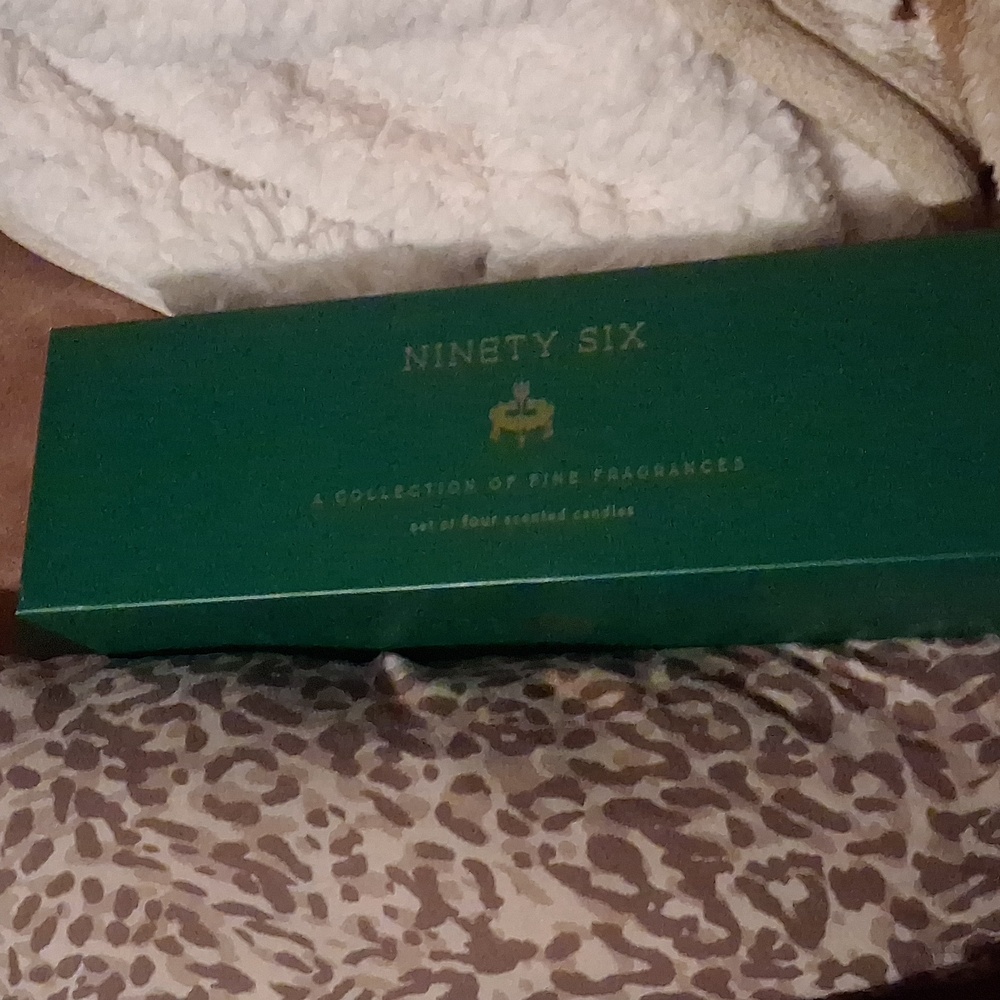 NINETY SIX
A COLLECTION OF FINE FRAGRANCES
set of four scented candles